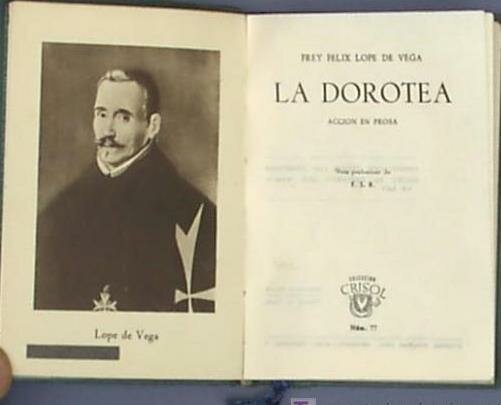 Lope de Vega
FREY FELIX LOPE DE VEGA
LA DOROTEA
ACCION EN PROSA
Nota preliminar de
F. S. R.
COLECCION
CRISOL
Núm. 77